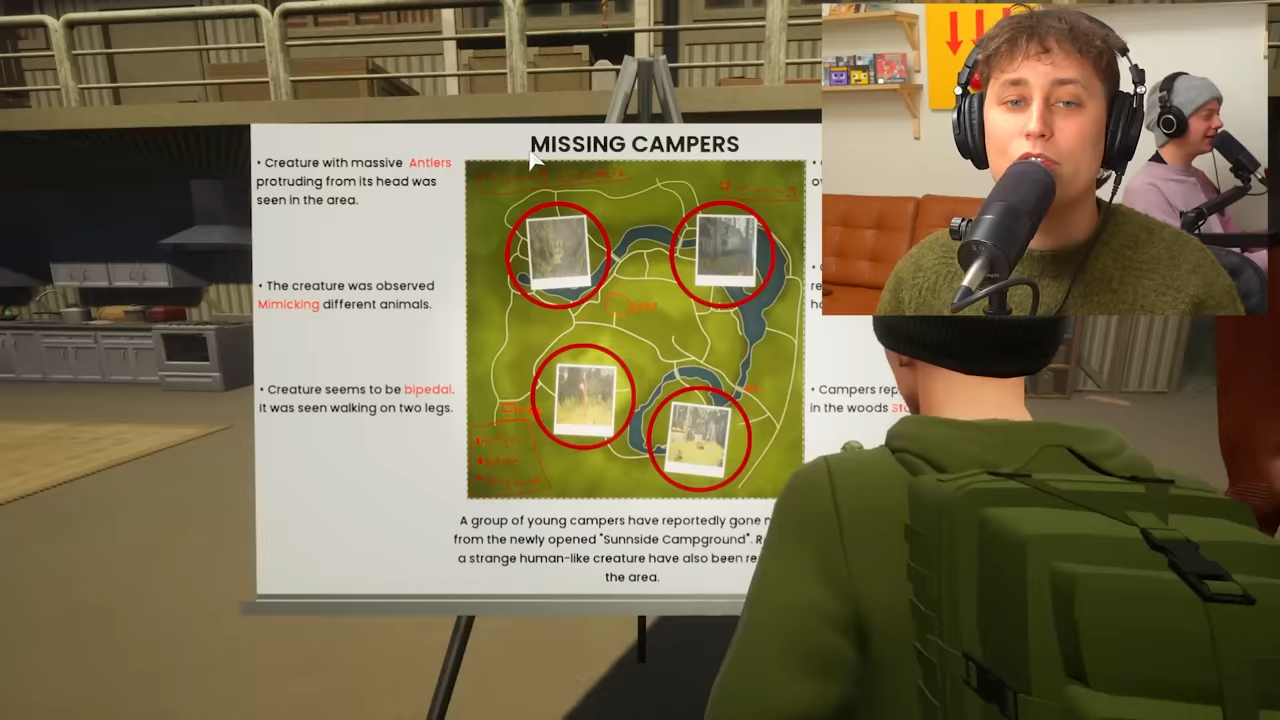 MISSING CAMPERS
• Creature with massive Antlers
protruding from its head was
seen in the area.
• The creature was observed
Mimicking different animals.
• Creature seems to be bipedal.
It was seen walking on two legs.
• Campers rep
in the woods
A group of young campers have reportedly gone
from the newly opened "Sunnside Campground".
a strange human-like creature have also been
the area.